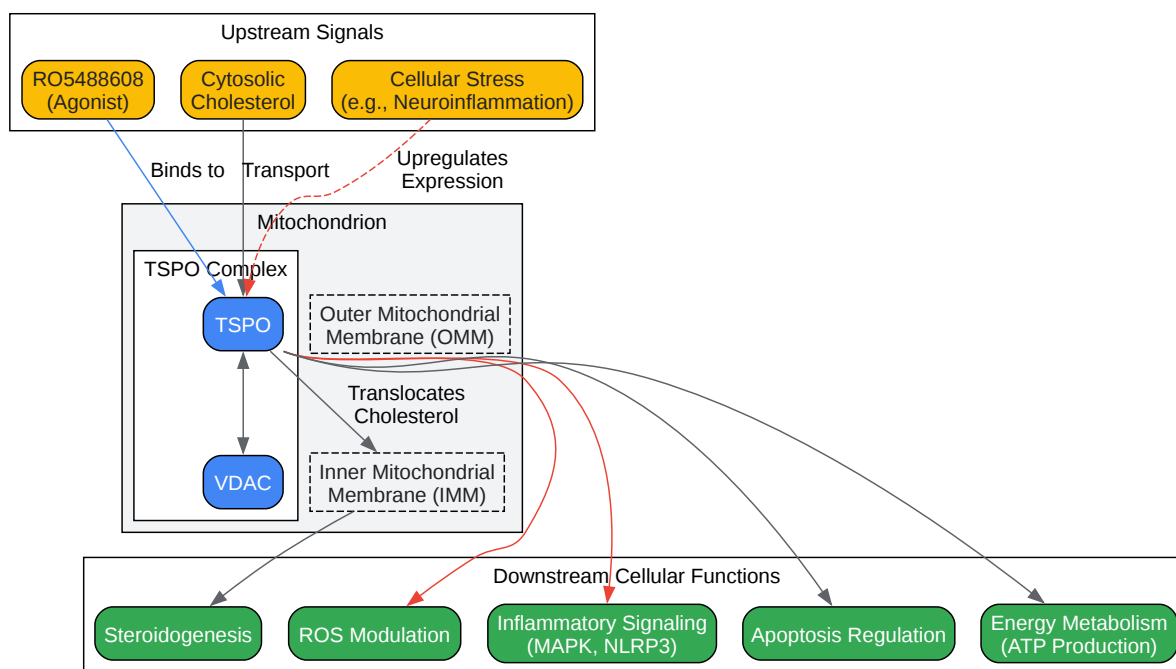 Upstream Signals
RO5488608
(Agonist)
Cytosolic
Cholesterol
Cellular Stress
(e.g., Neuroinflammation)
Binds to
Transport
Upregulates
Expression
Mitochondrion
TSPO Complex
TSPO
Outer Mitochondrial
Membrane (OMM)
Translocates
Cholesterol
VDAC
Inner Mitochondrial
Membrane (IMM)
Downstream Cellular Functions
Steroidogenesis
ROS Modulation
Inflammatory Signaling
(MAPK, NLRP3)
Apoptosis Regulation
Energy Metabolism
(ATP Production)